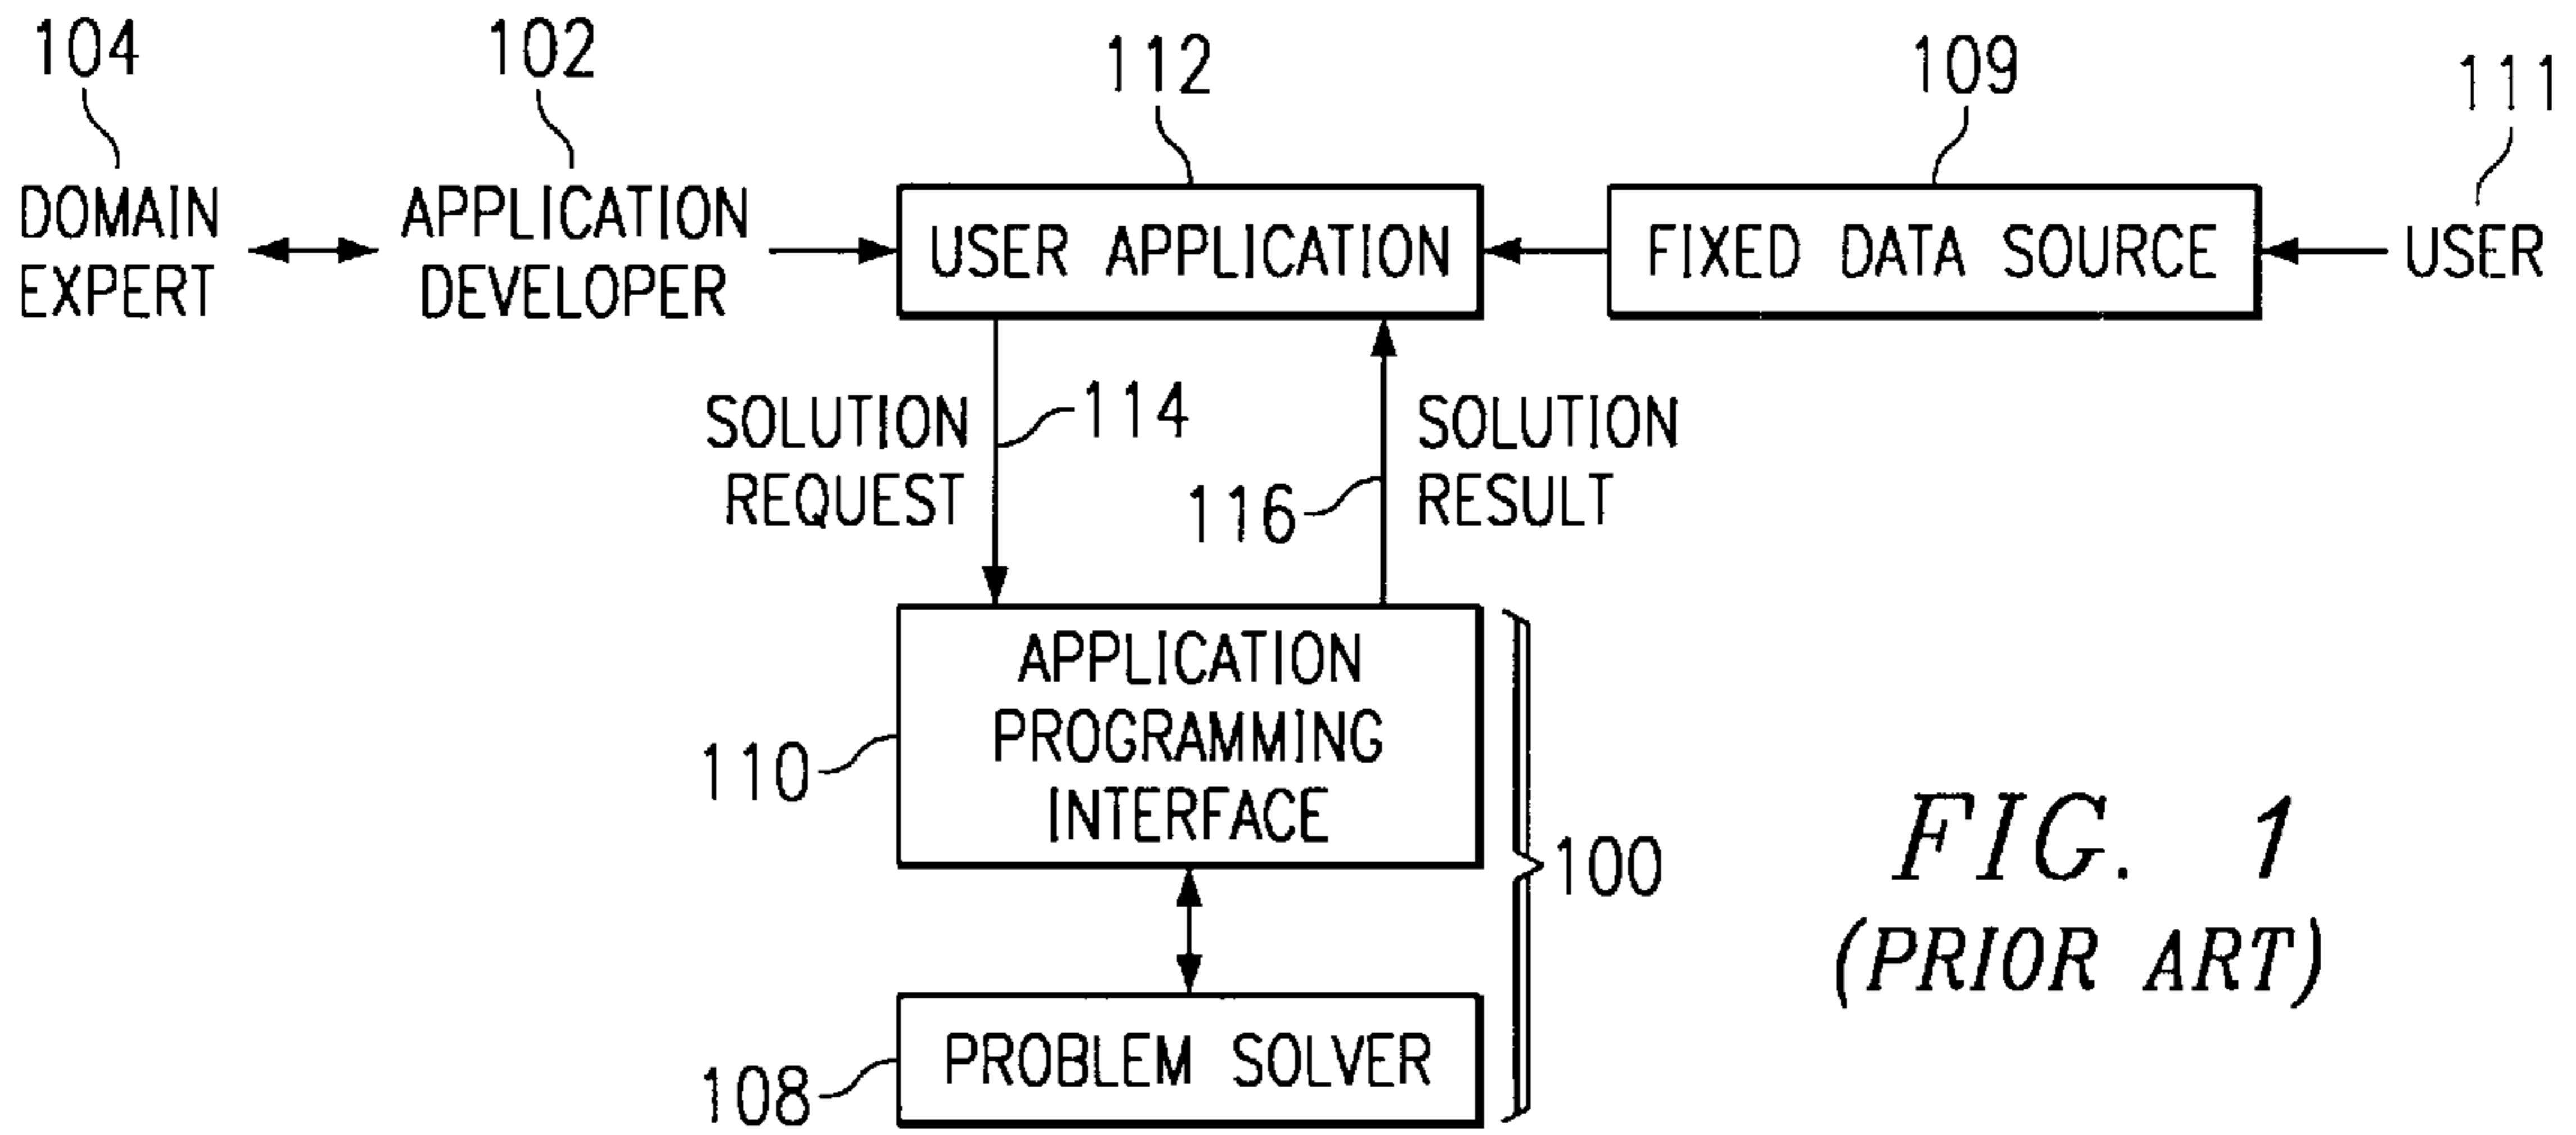 104
102
112
109
111
DOMAIN
EXPERT
APPLICATION
DEVELOPER
USER APPLICATION
FIXED DATA SOURCE
USER
SOLUTION
REQUEST
114
116
SOLUTION
RESULT
APPLICATION
PROGRAMMING
INTERFACE
110
100
PROBLEM SOLVER
108
FIG. 1
(PRIOR ART)